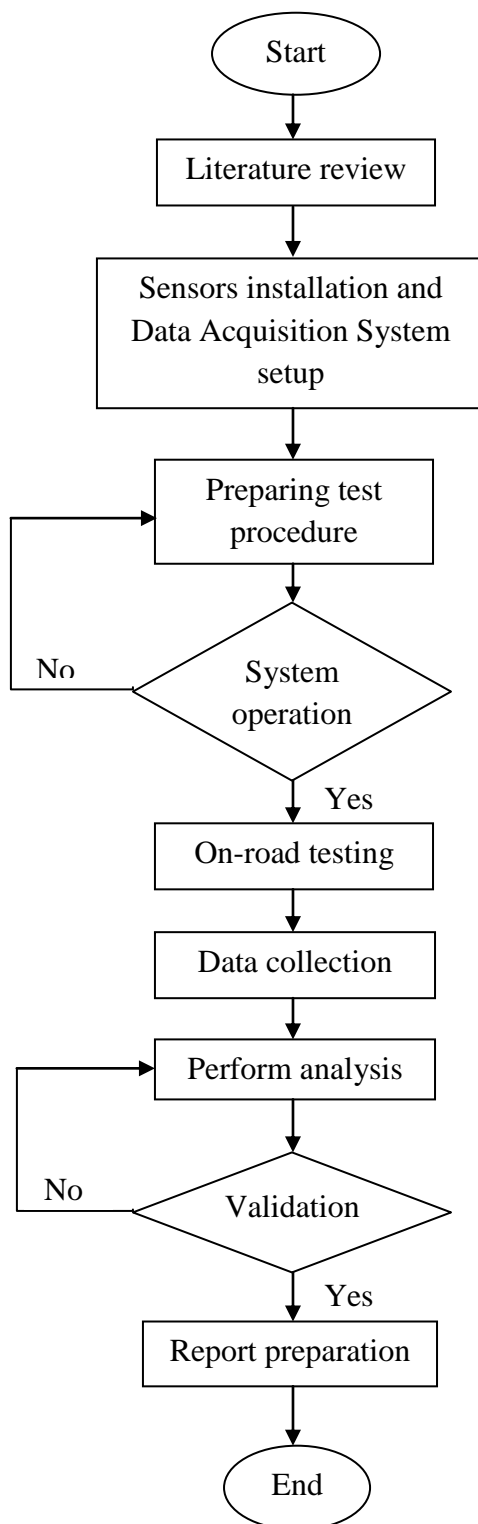 Start
Literature review
Sensors installation and
Data Acquisition System
setup
Preparing test
procedure
No
System
operation
Yes
On-road testing
Data collection
Perform analysis
No
Validation
Yes
Report preparation
End